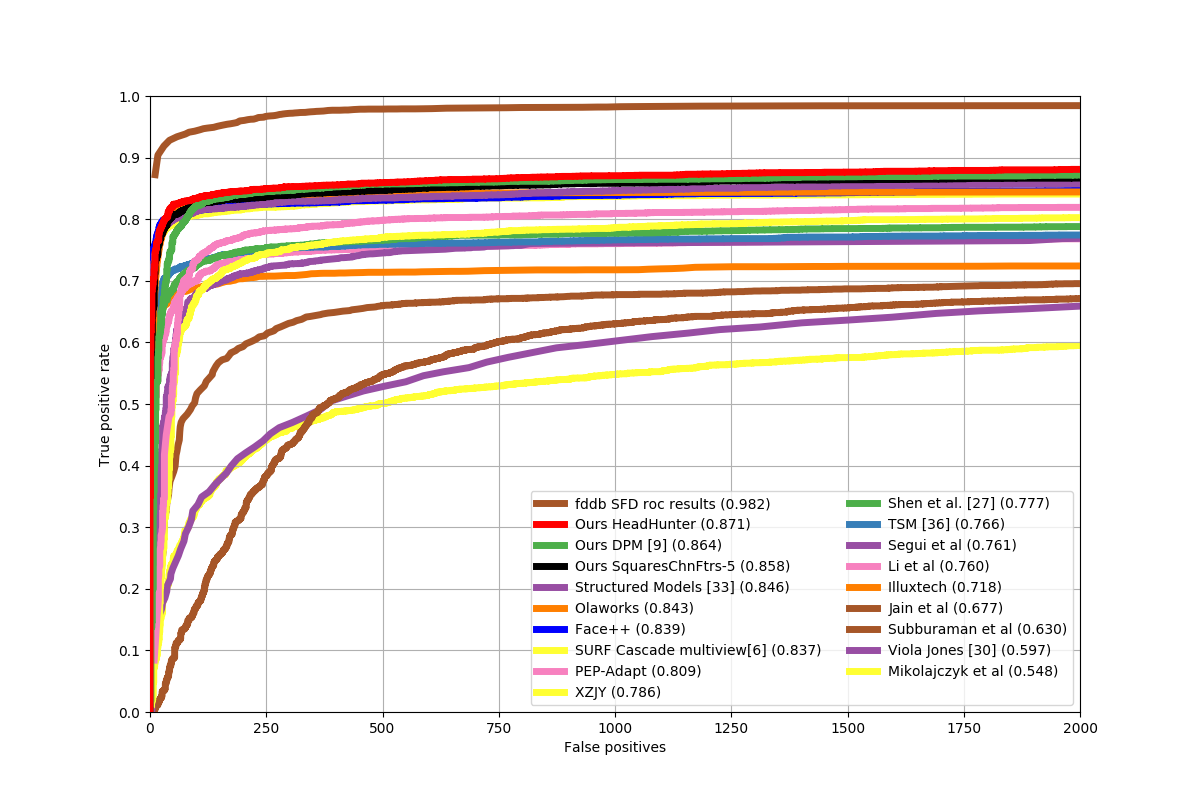 1.0
0.9
0.8
0.7
0.6
0.5
0.4
0.3
0.2
0.1
0.0
True positive rate
fddb SFD roc results (0.982)
Ours HeadHunter (0.871)
Ours DPM [9] (0.864)
Ours SquaresChnFtrs-5 (0.858)
Structured Models [33] (0.846)
Olaworks (0.843)
Face++ (0.839)
SURF Cascade multiview[6] (0.837)
PEP-Adapt (0.809)
XZJY (0.786)
Shen et al. [27] (0.777)
TSM [36] (0.766)
Segui et al (0.761)
Li et al (0.760)
Illuxtech (0.718)
Jain et al (0.677)
Subburaman et al (0.630)
Viola Jones [30] (0.597)
Mikolajczyk et al (0.548)
0 250 500 750 1000 1250 1500 1750 2000
False positives